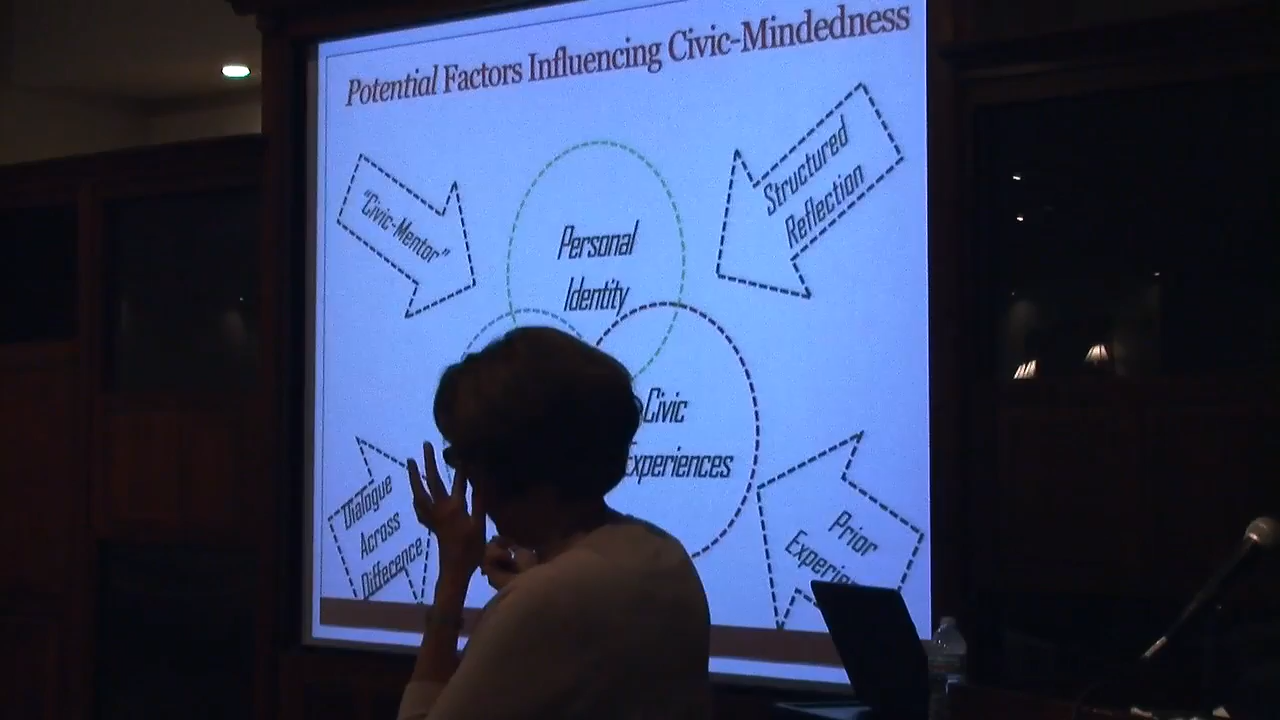 Potential Factors Influencing Civic-Mindedness
"Civic-Mentor"
Personal
Identity
Structured
Reflection
Civic
Experiences
Dialogue
Across
Difference
Prior